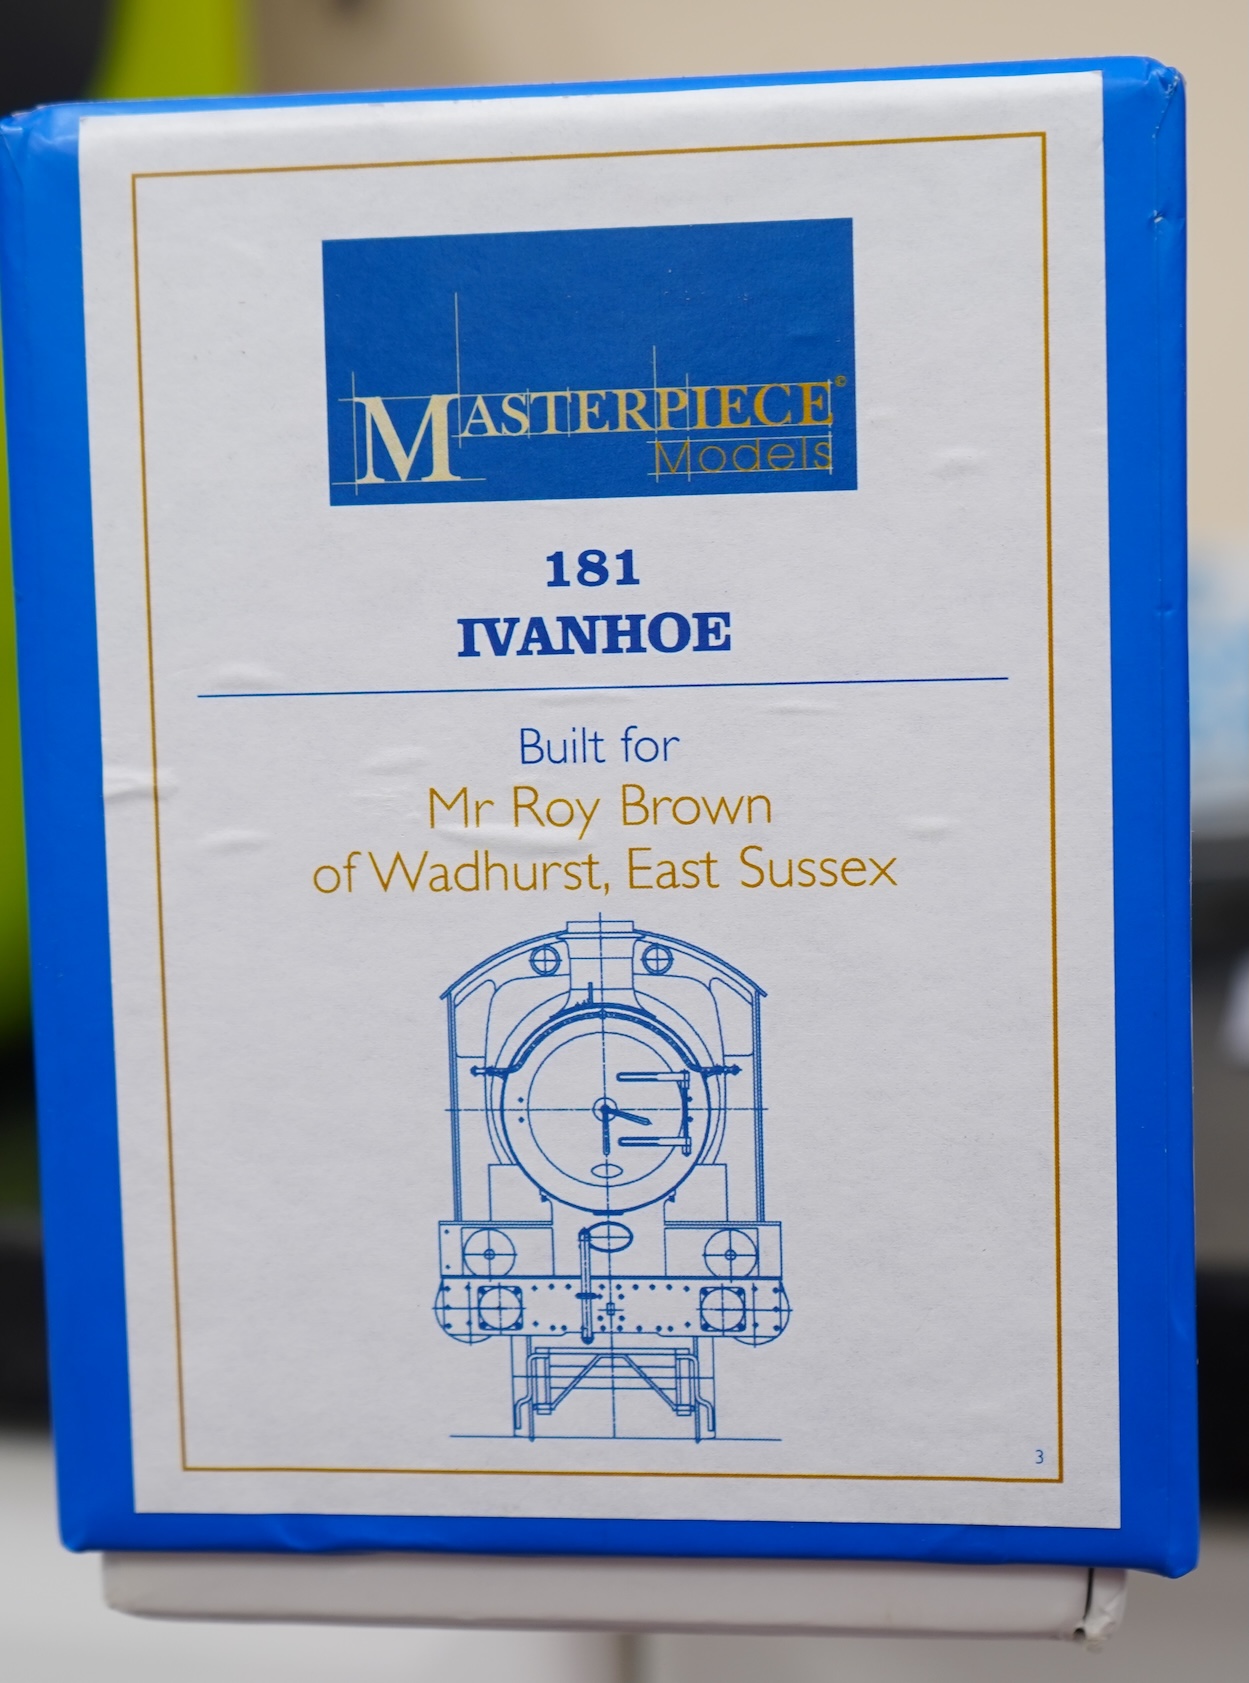 MASTERPIECE©
Models
181
IVANHOE
Built for
Mr Roy Brown
of Wadhurst, East Sussex
3